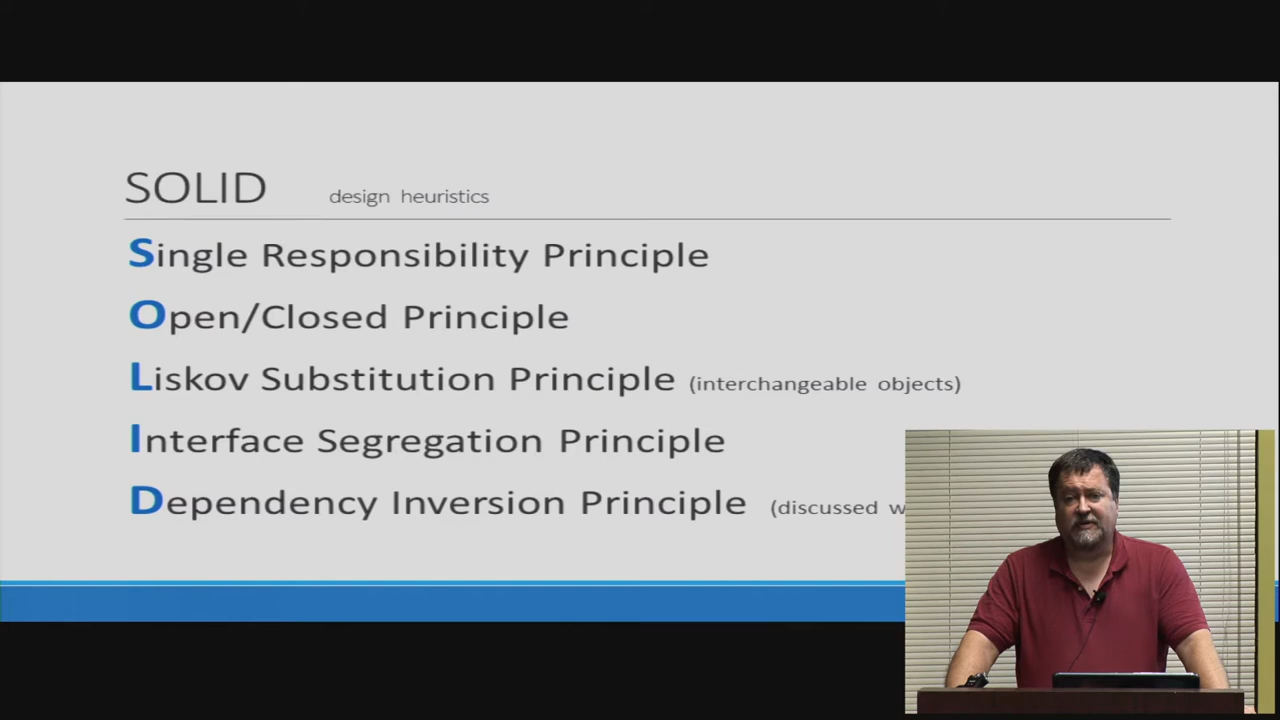 SOLID design heuristics
Single Responsibility Principle
Open/Closed Principle
Liskov Substitution Principle (interchangeable objects)
Interface Segregation Principle
Dependency Inversion Principle (discussed